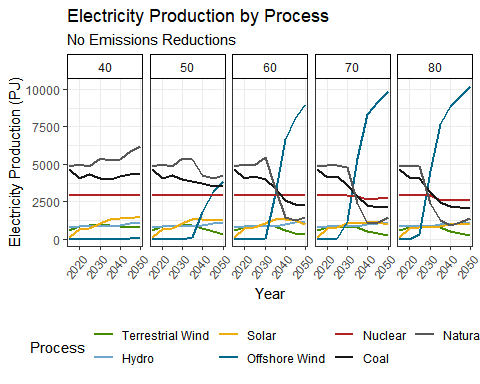 Electricity Production by Process
No Emissions Reductions
40 50 60 70 80
Electricity Production (PJ)
10000
7500
5000
2500
0
2020 2030 2040 2050 2020 2030 2040 2050 2020 2030 2040 2050 2020 2030 2040 2050 2020 2030 2040 2050
Year
Process
Terrestrial Wind Solar Nuclear Natura
Hydro Offshore Wind Coal